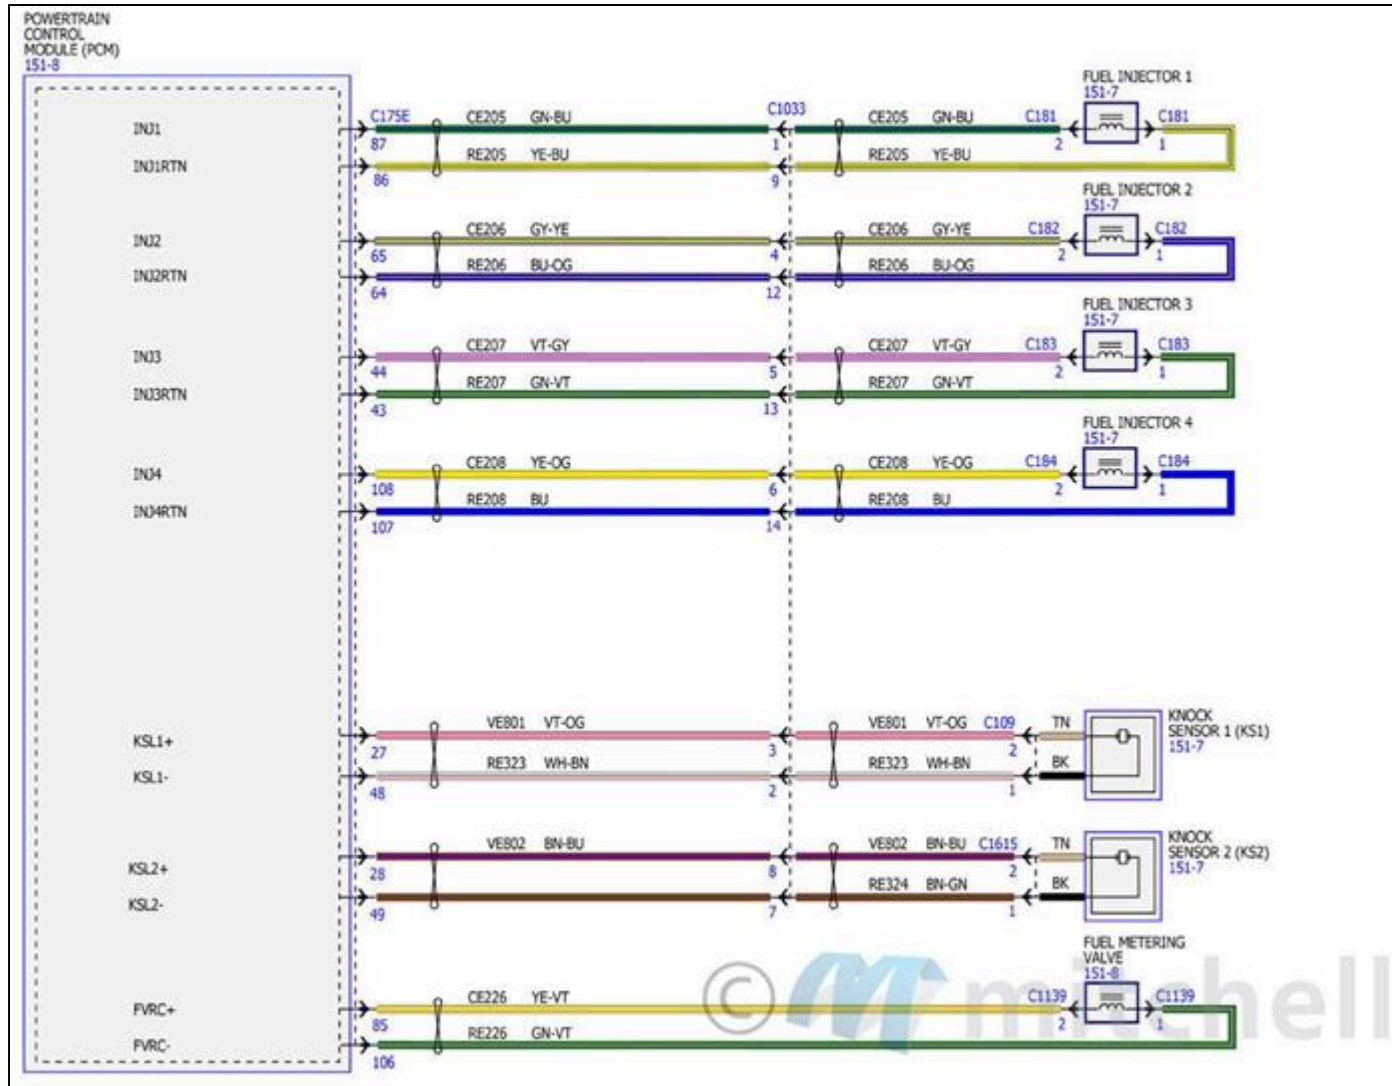 POWERTRAIN
CONTROL
MODULE (PCM)
151-8
FUEL INJECTOR 1
151-7
INJ1
C175E
87
CE205 GN-BU
C1033
1
CE205 GN-BU
C181
2
C181
1
INJ1RTN
86
RE205 YE-BU
9
RE205 YE-BU
FUEL INJECTOR 2
151-7
INJ2
65
CE206 GY-YE
4
CE206 GY-YE
C182
2
C182
1
INJ2RTN
64
RE206 BU-OG
12
RE206 BU-OG
FUEL INJECTOR 3
151-7
INJ3
44
CE207 VT-GY
5
CE207 VT-GY
C183
2
C183
1
INJ3RTN
43
RE207 GN-VT
13
RE207 GN-VT
FUEL INJECTOR 4
151-7
INJ4
108
CE208 YE-OG
6
CE208 YE-OG
C184
2
C184
1
INJ4RTN
107
RE208 BU
14
RE208 BU
KSL1+
27
VE801 VT-OG
3
VE801 VT-OG
C109
2
TN
KNOCK
SENSOR 1 (KS1)
151-7
KSL1-
48
RE323 WH-BN
2
RE323 WH-BN
1
BK
KSL2+
28
VE802 BN-BU
8
VE802 BN-BU
C1615
2
TN
KNOCK
SENSOR 2 (KS2)
151-7
KSL2-
49
7
RE324 BN-GN
1
BK
FUEL METERING
VALVE
151-8
FVRC+
85
CE226 YE-VT
C1139
2
C1139
1
FVRC-
106
RE226 GN-VT
© mitchell